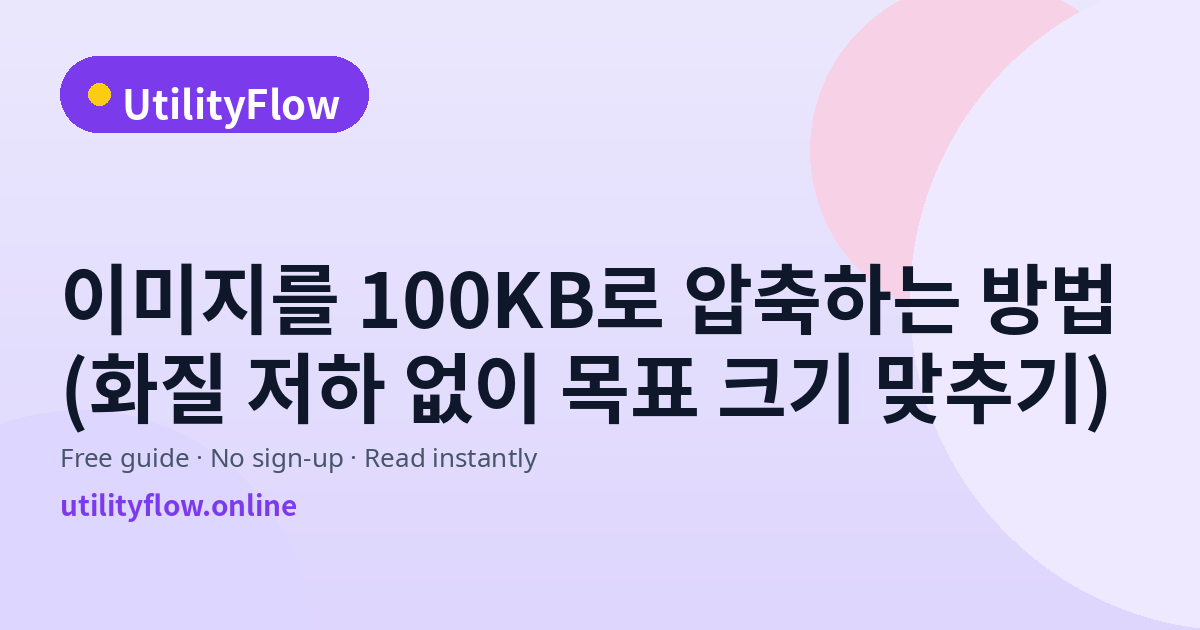 UtilityFlow
이미지를 100KB로 압축하는 방법
(화질 저하 없이 목표 크기 맞추기)
Free guide · No sign-up · Read instantly
utilityflow.online